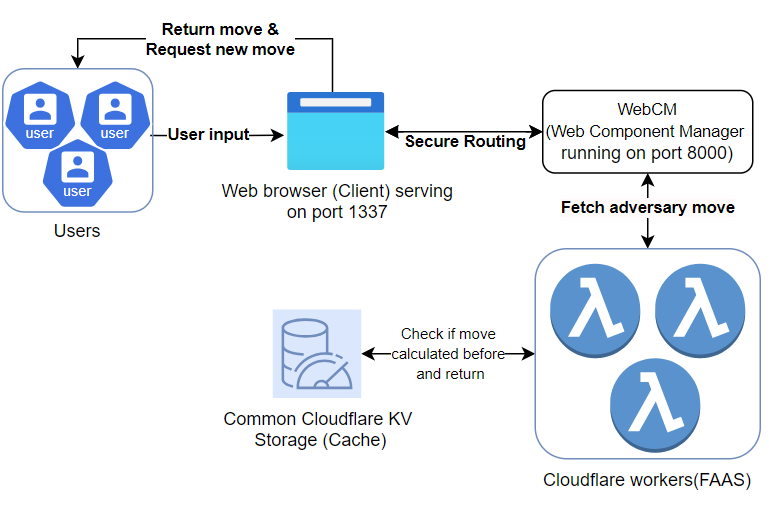 Return move &
Request new move
user
user
user
User input
Secure Routing
WebCM
(Web Component Manager
running on port 8000)
Web browser (Client) serving
on port 1337
Users
Fetch adversary move
Check if move
calculated before
and return
Common Cloudflare KV
Storage (Cache)
Cloudflare workers(FAAS)